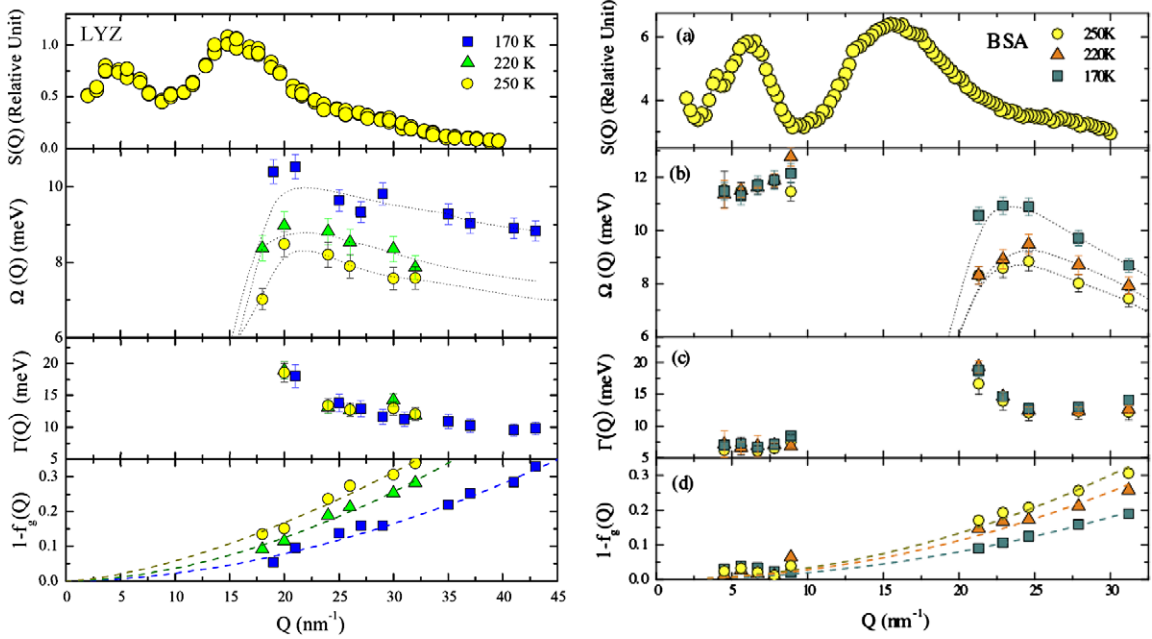 LYZ
170 K
220 K
250 K
S(Q) (Relative Unit)
1.0
0.5
0.0
Ω (Q) (meV)
10
8
6
Γ(Q) (meV)
20
15
10
5
1-fg(Q)
0.3
0.2
0.1
0.0
0 5 10 15 20 25 30 35 40 45
Q (nm-1)
(a)
BSA
250K
220K
170K
S(Q) (Relative Unit)
6
4
(b)
Ω (Q) (meV)
12
10
8
6
(c)
Γ(Q) (meV)
20
15
10
5
(d)
1-fg(Q)
0.3
0.2
0.1
0.0
0 5 10 15 20 25 30
Q (nm-1)